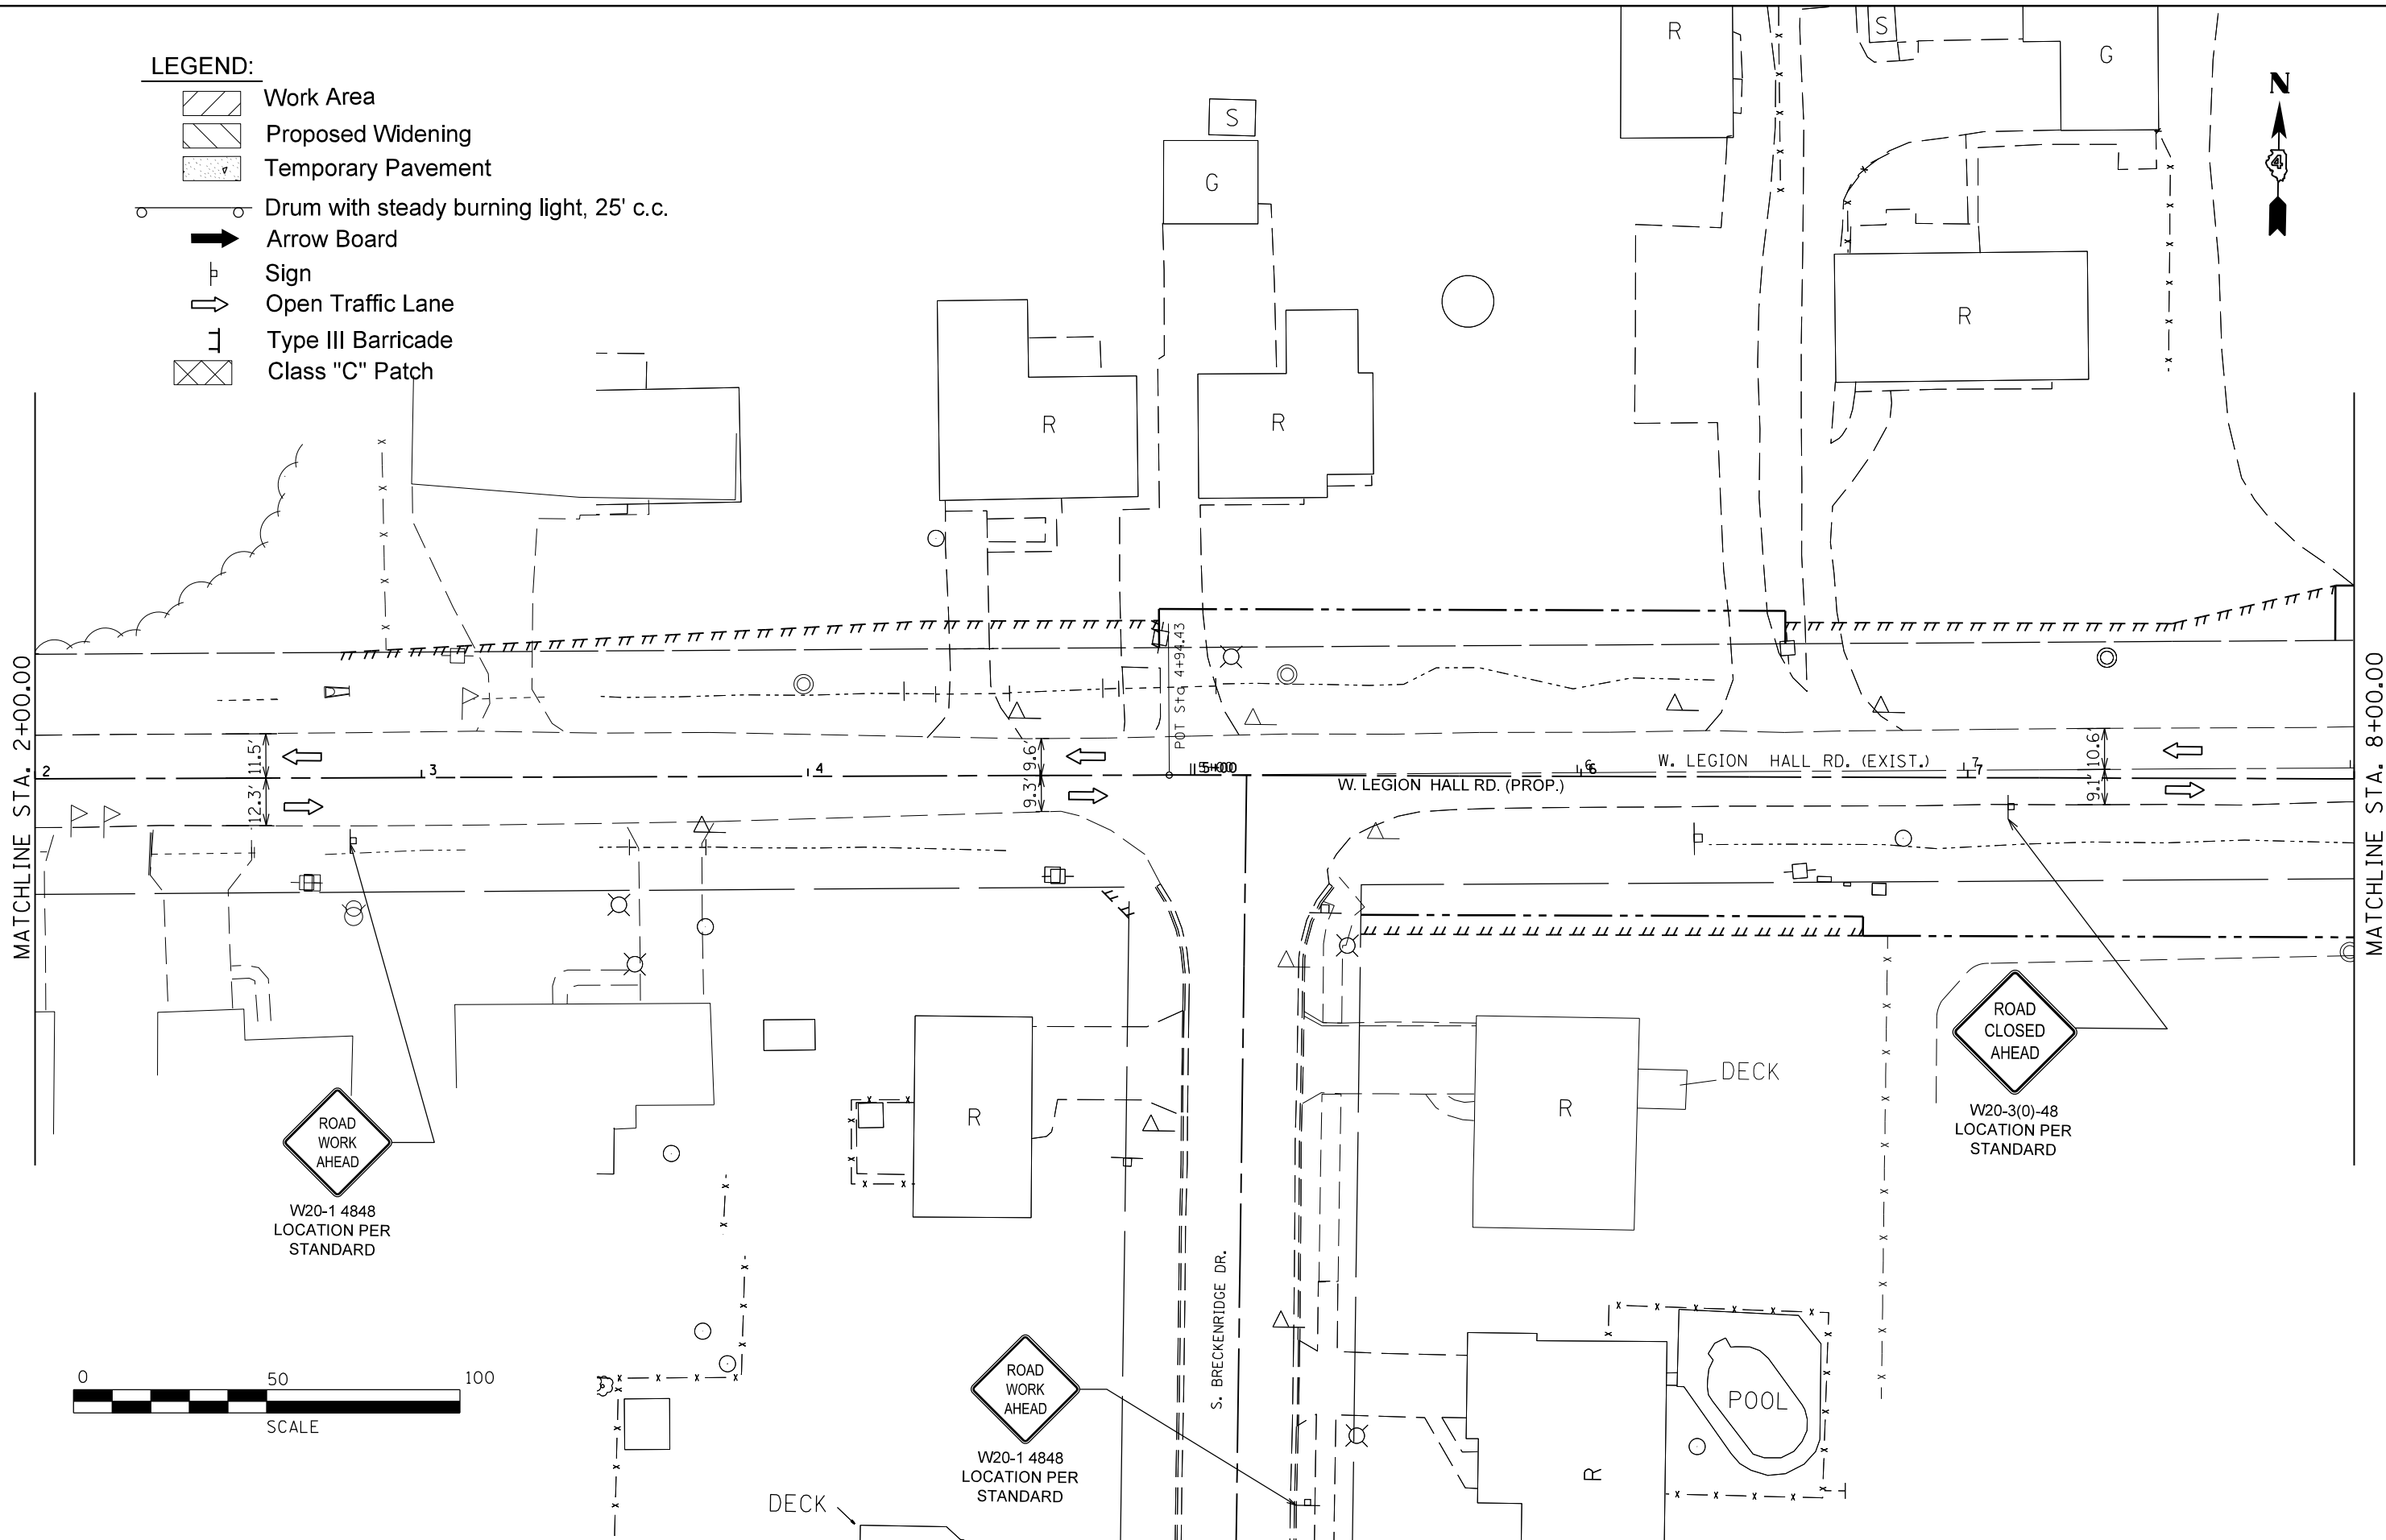 LEGEND:
Work Area
Proposed Widening
Temporary Pavement
Drum with steady burning light, 25' c.c.
Arrow Board
Sign
Open Traffic Lane
Type III Barricade
Class "C" Patch
R
S
G
N
4
S
G
R
R
R
MATCHLINE STA. 2+00.00
MATCHLINE STA. 8+00.00
POT Sta 4+94.43
11.5'
12.3'
9.6'
9.3'
10.6'
9.1'
2
3
4
5+00
6
6
7
7
W. LEGION HALL RD. (EXIST.)
W. LEGION HALL RD. (PROP.)
ROAD
CLOSED
AHEAD
W20-3(0)-48
LOCATION PER
STANDARD
ROAD
WORK
AHEAD
W20-1 4848
LOCATION PER
STANDARD
R
R
DECK
S. BRECKENRIDGE DR.
ROAD
WORK
AHEAD
W20-1 4848
LOCATION PER
STANDARD
POOL
R
DECK
0 50 100
SCALE